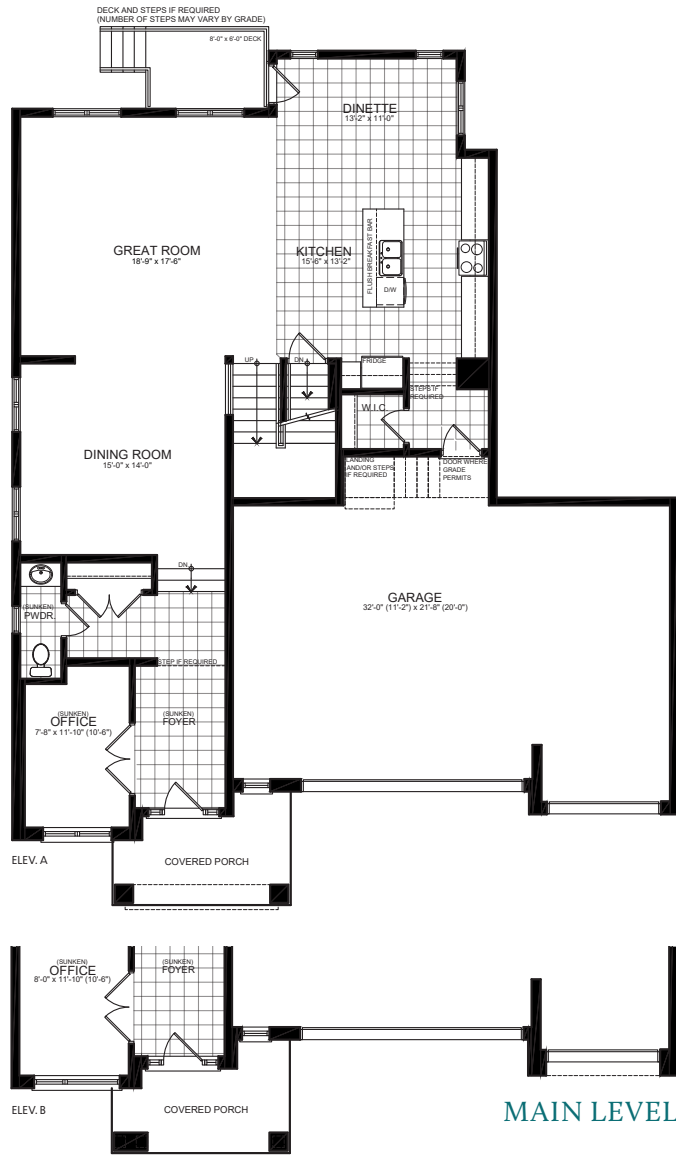 DECK AND STEPS IF REQUIRED
(NUMBER OF STEPS MAY VARY BY GRADE)
8'-0" x 6'-0" DECK
DINETTE
13'-2" x 11'-0"
GREAT ROOM
18'-9" x 17'-6"
KITCHEN
15'-6" x 13'-2"
FLUSH BREAKFAST BAR
D/W
UP
DN
FRIDGE
STEPS IF
REQUIRED
W.I.C.
DINING ROOM
15'-0" x 14'-0"
LANDING
AND/OR STEPS
IF REQUIRED
DOOR WHERE
GRADE
PERMITS
DN
GARAGE
32'-0" (11'-2") x 21'-8" (20'-0")
(SUNKEN)
PWDR.
STEP IF REQUIRED
(SUNKEN)
OFFICE
7'-8" x 11'-10" (10'-6")
(SUNKEN)
FOYER
ELEV. A
COVERED PORCH
(SUNKEN)
OFFICE
8'-0" x 11'-10" (10'-6")
(SUNKEN)
FOYER
ELEV. B
COVERED PORCH
MAIN LEVEL